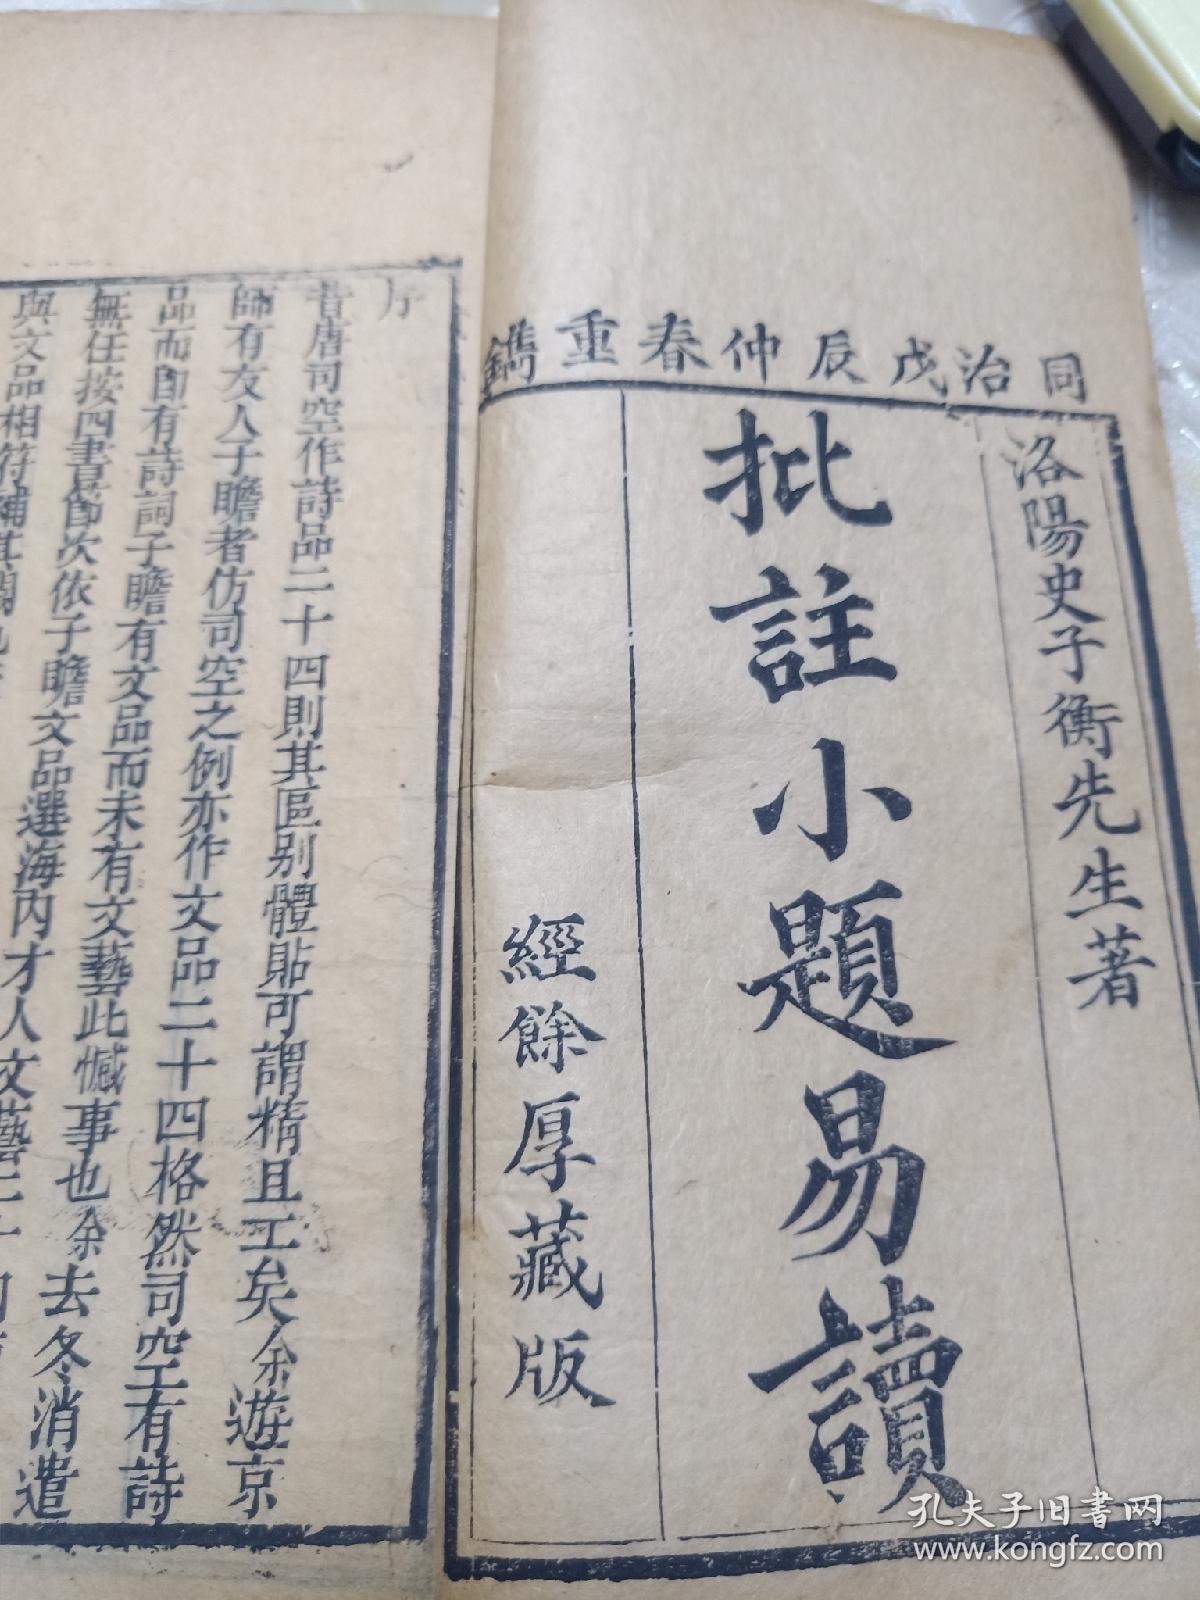 同治戊辰仲春重鐫
洛陽史子衡先生著
批註小題易讀
經餘厚藏版
序
昔唐司空作詩品二十四則其區别體貼可謂精且工矣余遊京
師有友人子瞻者仿司空之例亦作文品二十四格然司空有詩
品而卽有詩詞子瞻有文品而未有文藝此憾事也余去冬消遣
無任按四書節次依子瞻文品選海內才人文藝二十
與文品相符補其闕
孔夫子旧书网
www.kongfz.com